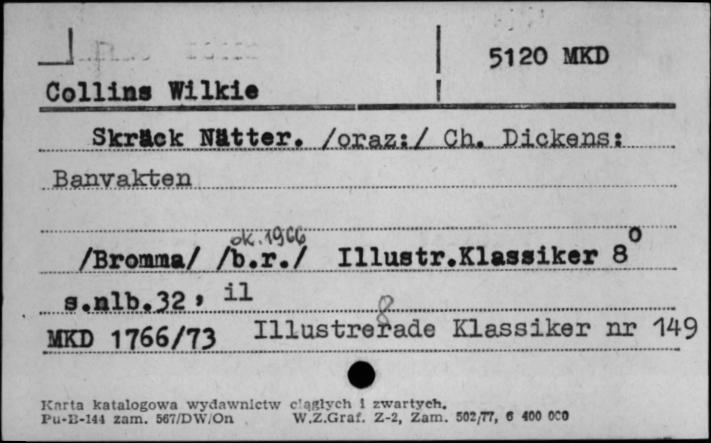 5120 MKD
Collins Wilkie
Skräck Nätter. /oraz:/ Ch. Dickens:
Banvakten
ok. 1966
/Bromma/ /b.r./ Illustr.Klassiker 8°
s.nlb.32, il
MKD 1766/73 Illustrerade Klassiker nr 149
Karta katalogowa wydawnictw ciągłych i zwartych.
Pu-B-144 zam. 567/DW/On W.Z.Graf. Z-2, Zam. 502/77, 6 400 000